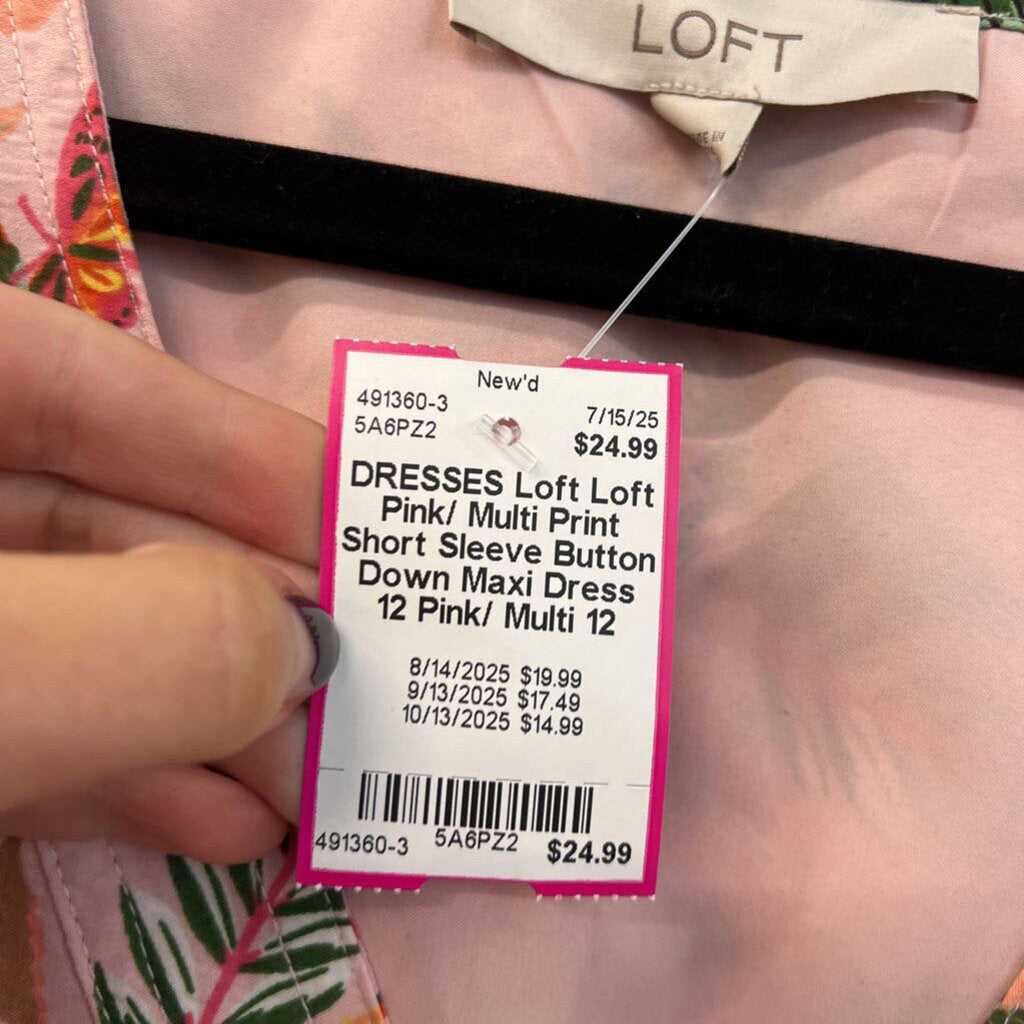 LOFT
New'd
491360-3
7/15/25
5A6PZ2
$24.99
DRESSES Loft Loft
Pink/ Multi Print
Short Sleeve Button
Down Maxi Dress
12 Pink/ Multi 12
8/14/2025 $19.99
9/13/2025 $17.49
10/13/2025 $14.99
491360-3 5A6PZ2 $24.99